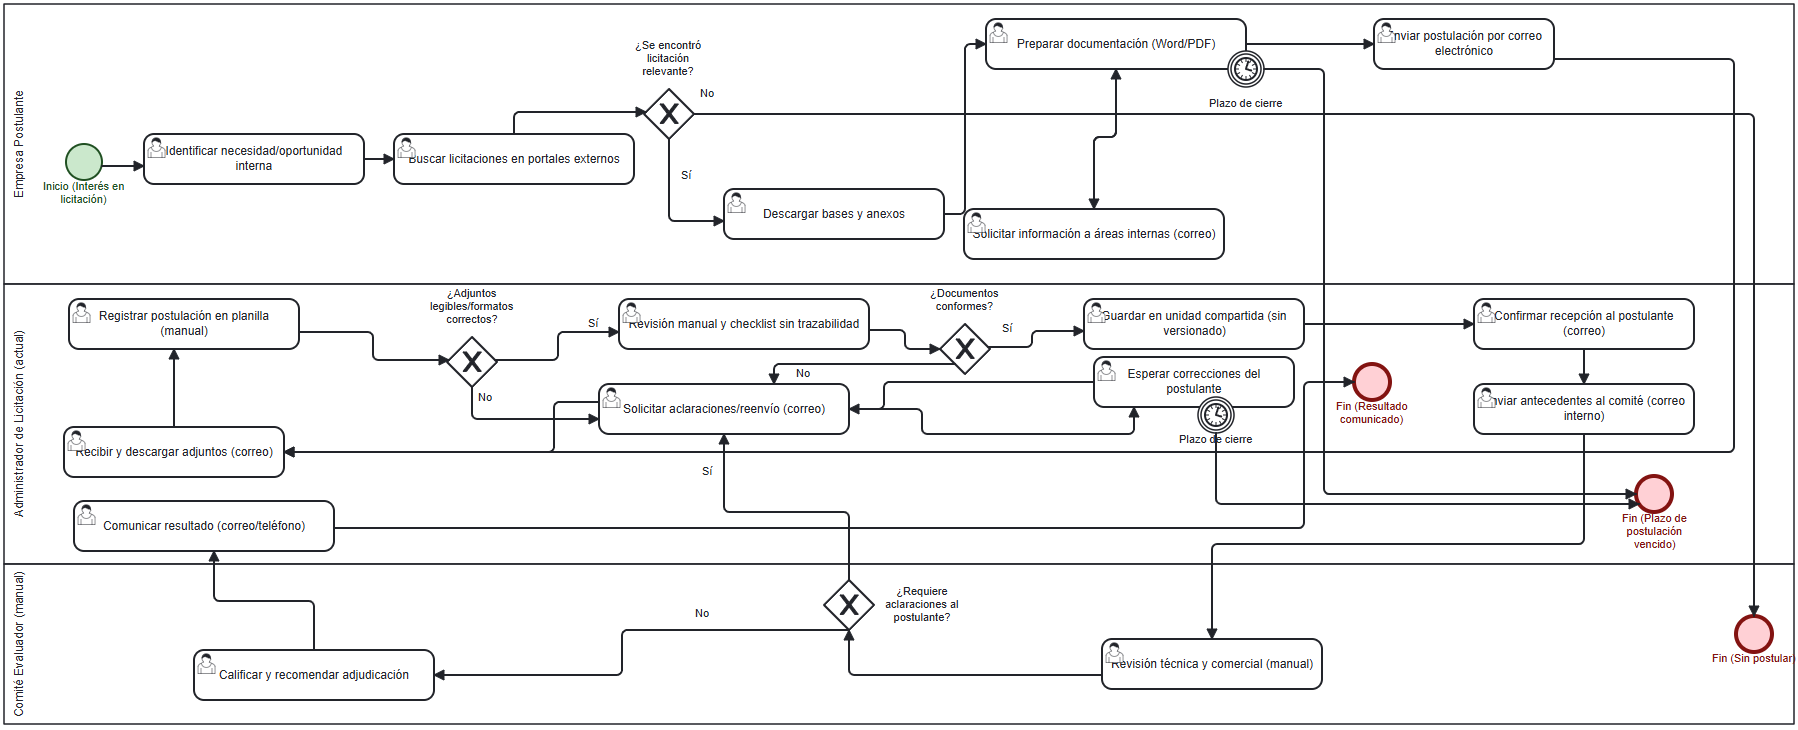 Empresa Postulante
Inicio (Interés en
licitación)
Identificar necesidad/oportunidad
interna
Buscar licitaciones en portales externos
¿Se encontró
licitación
relevante?
No
Sí
Descargar bases y anexos
Preparar documentación (Word/PDF)
Plazo de cierre
Solicitar información a áreas internas (correo)
Enviar postulación por correo
electrónico
Administrador de Licitación (actual)
Registrar postulación en planilla
(manual)
Recibir y descargar adjuntos (correo)
Comunicar resultado (correo/teléfono)
¿Adjuntos
legibles/formatos
correctos?
Sí
No
Revisión manual y checklist sin trazabilidad
Solicitar aclaraciones/reenvío (correo)
Sí
¿Documentos
conformes?
Sí
No
Guardar en unidad compartida (sin
versionado)
Esperar correcciones del
postulante
Plazo de cierre
Fin (Resultado
comunicado)
Confirmar recepción al postulante
(correo)
Enviar antecedentes al comité (correo
interno)
Fin (Plazo de
postulación
vencido)
Comité Evaluador (manual)
Calificar y recomendar adjudicación
No
¿Requiere
aclaraciones al
postulante?
Revisión técnica y comercial (manual)
Fin (Sin postular)